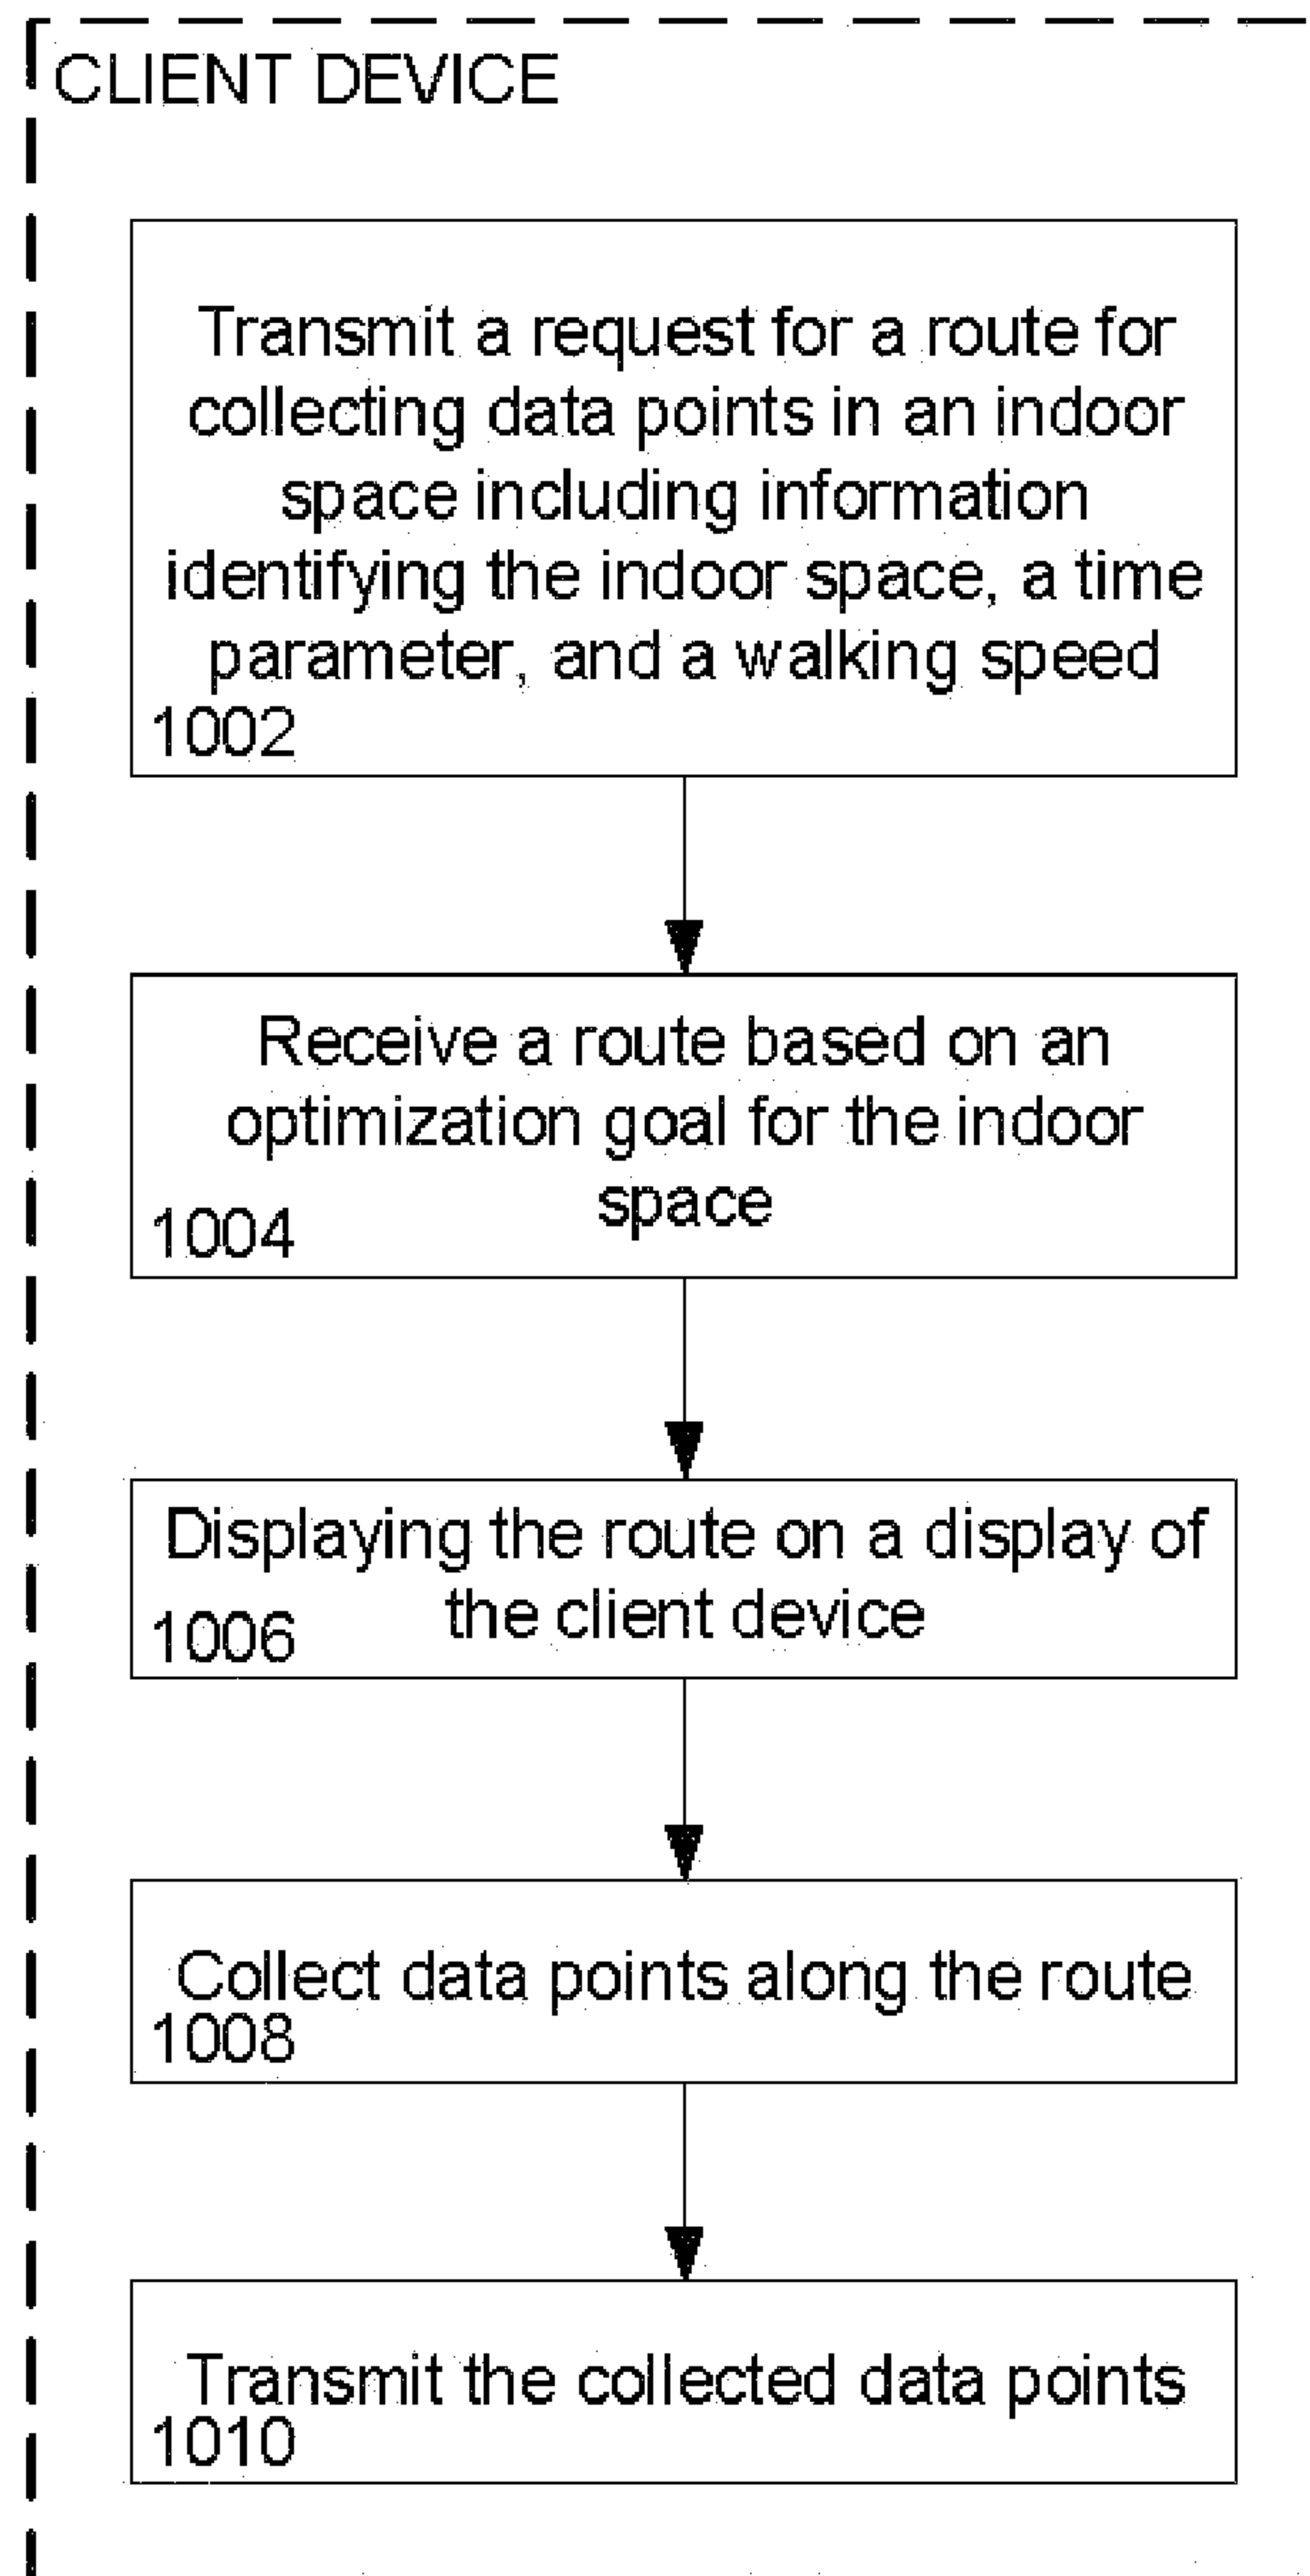 CLIENT DEVICE
Transmit a request for a route for
collecting data points in an indoor
space including information
identifying the indoor space, a time
parameter, and a walking speed
1002
Receive a route based on an
optimization goal for the indoor
space
1004
Displaying the route on a display of
the client device
1006
Collect data points along the route
1008
Transmit the collected data points
1010